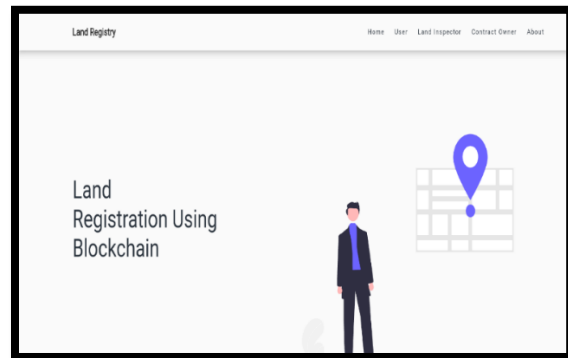 Land Registry
Home User Land Inspector Contract Owner About
Land
Registration Using
Blockchain